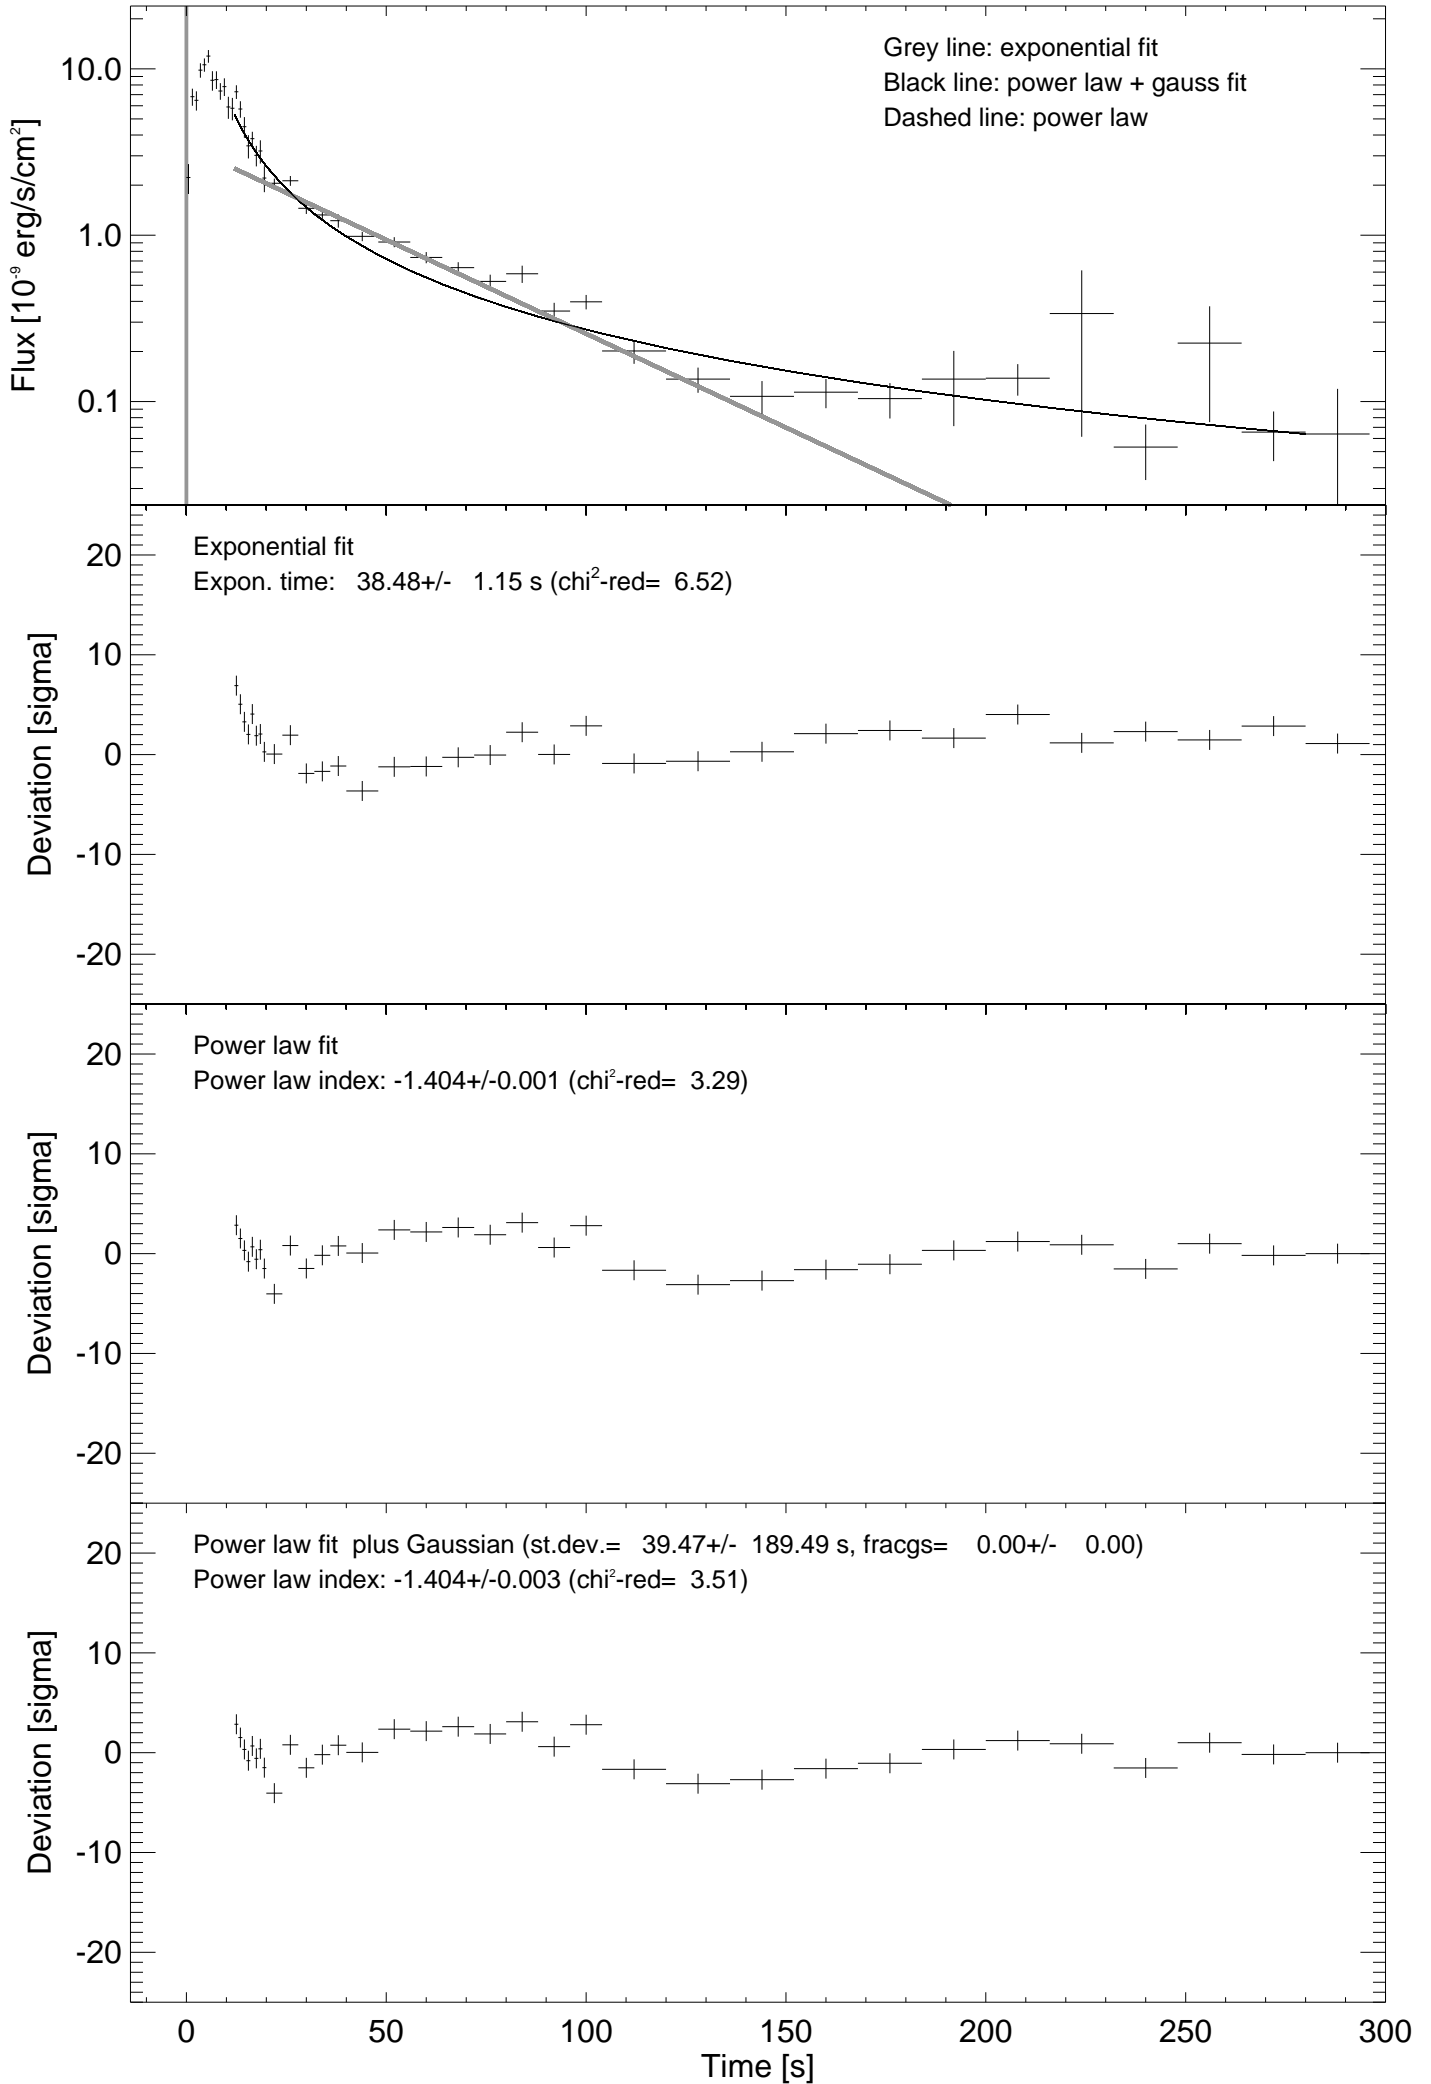 Grey line: exponential fit
Black line: power law + gauss fit
Dashed line: power law
10.0
1.0
0.1
Flux [10⁻⁹ erg/s/cm²]
Exponential fit
Expon. time: 38.48+/- 1.15 s (chi²-red= 6.52)
20
10
0
-10
-20
Deviation [sigma]
Power law fit
Power law index: -1.404+/-0.001 (chi²-red= 3.29)
20
10
0
-10
-20
Deviation [sigma]
Power law fit plus Gaussian (st.dev.= 39.47+/- 189.49 s, fracgs= 0.00+/- 0.00)
Power law index: -1.404+/-0.003 (chi²-red= 3.51)
20
10
0
-10
-20
Deviation [sigma]
0 50 100 150 200 250 300
Time [s]